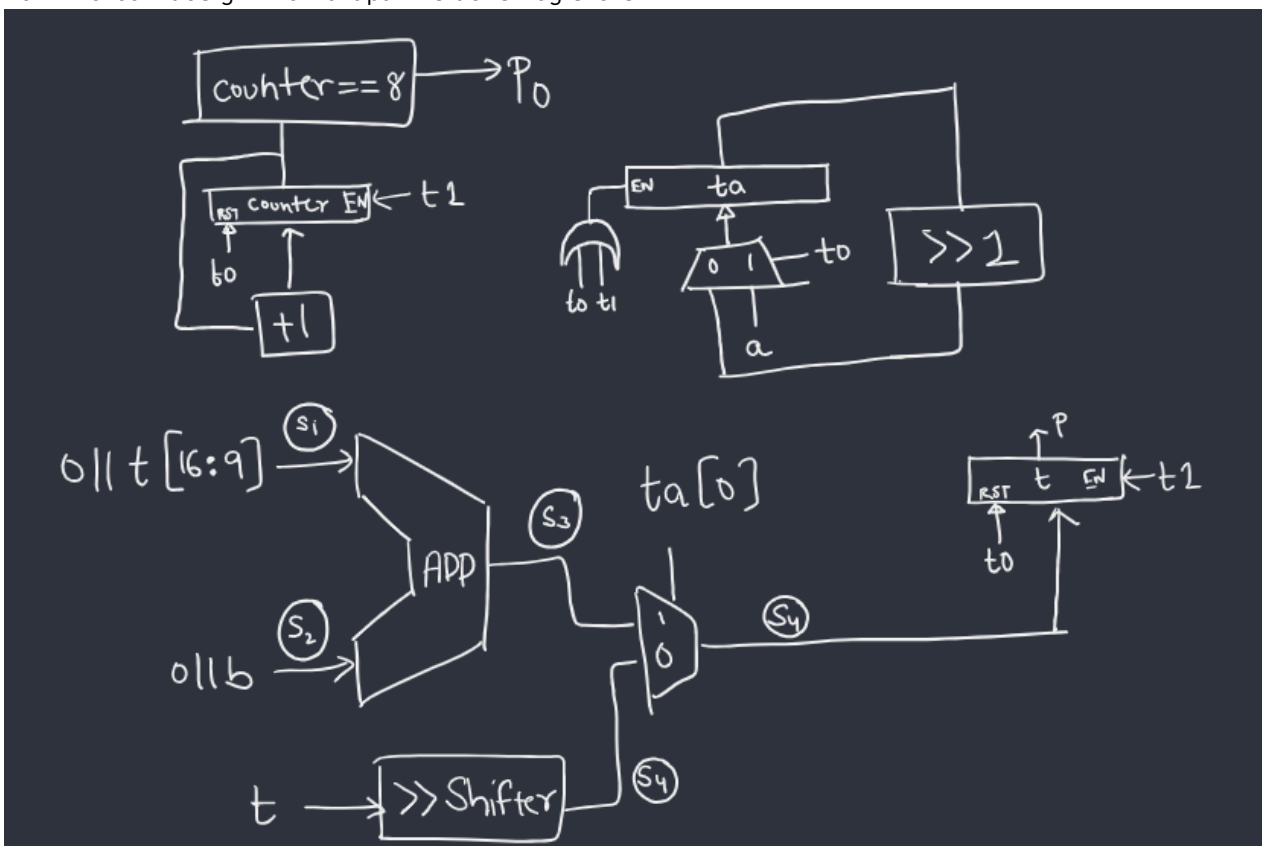 counter==8
P0
RST counter EN
t1
t0
+1
EN ta
0 1
t0
>>1
t0 t1
a
0||t[16:9]
S1
ADD
S3
ta[0]
P
RST t EN
t1
t0
S2
0||b
1
0
S4
t
>>Shifter
S4